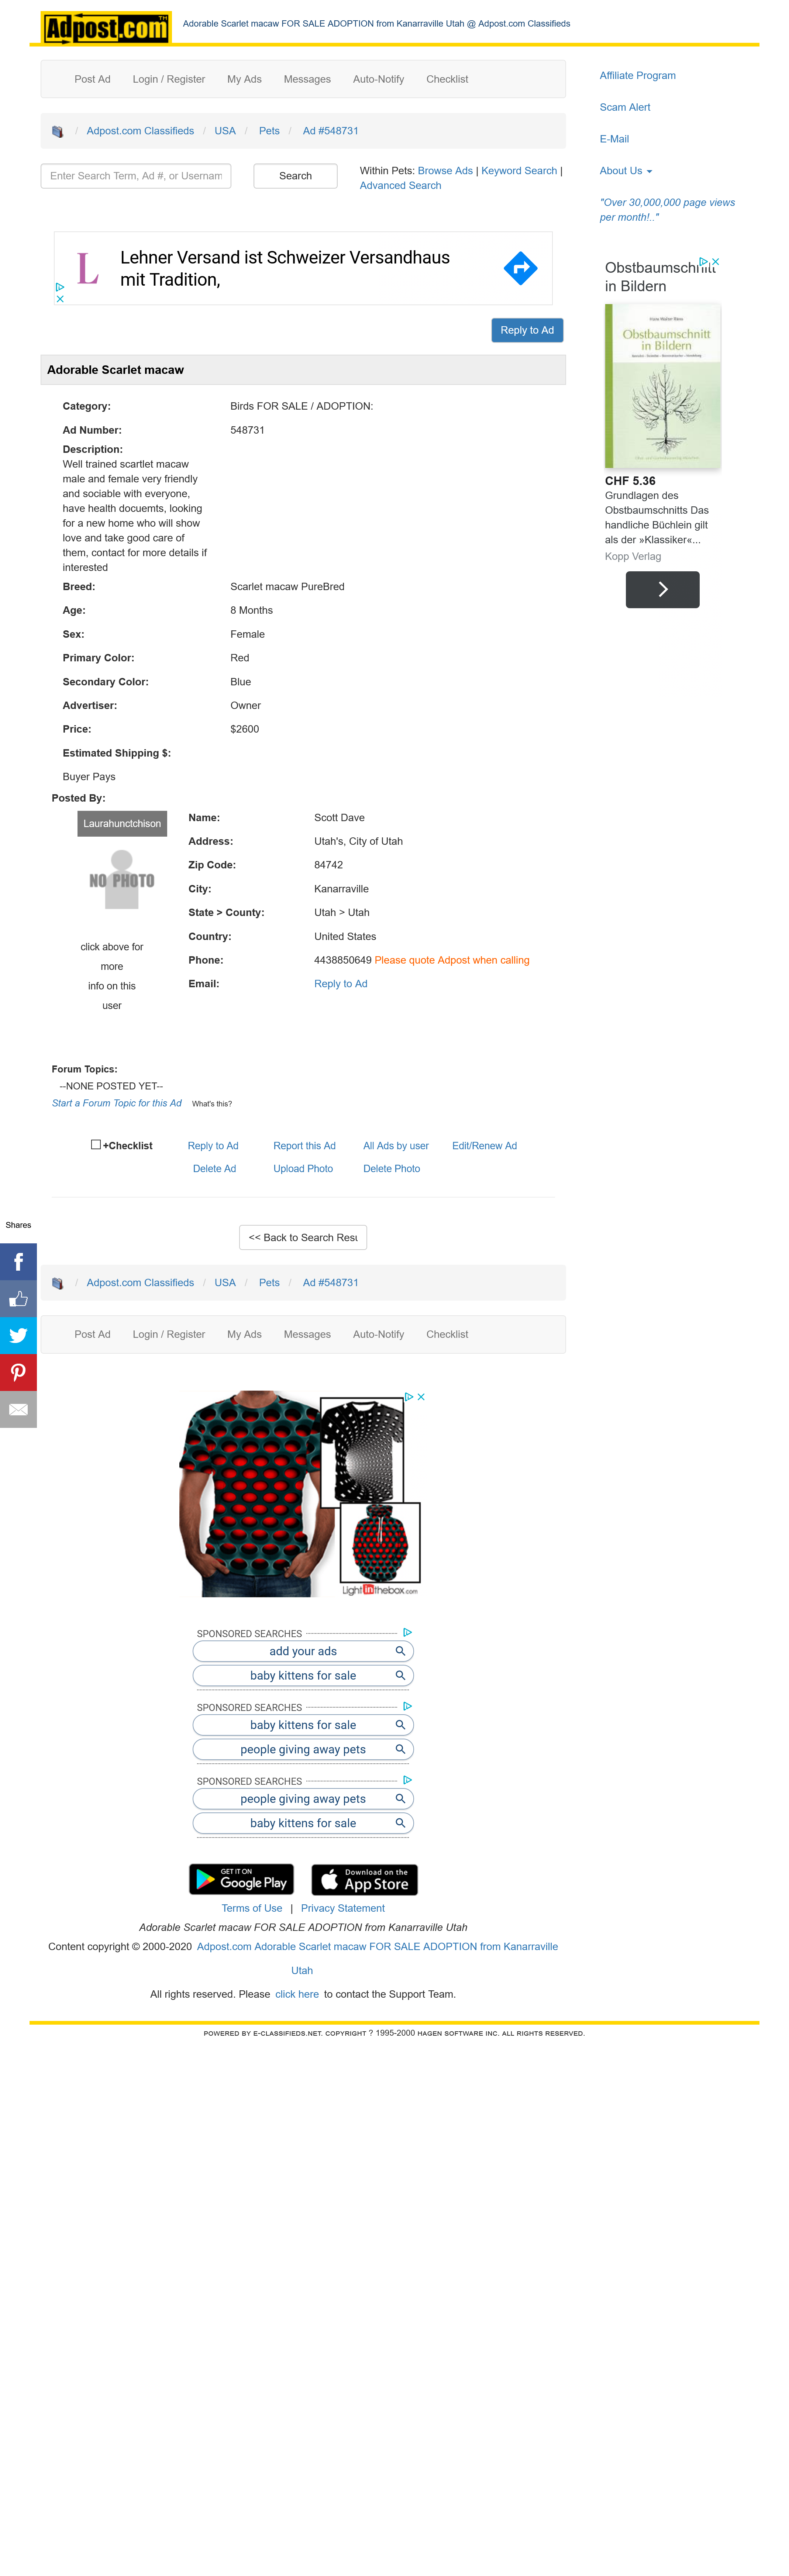 Adpost.com™
Adorable Scarlet macaw FOR SALE ADOPTION from Kanarraville Utah @ Adpost.com Classifieds
Post Ad Login / Register My Ads Messages Auto-Notify Checklist
/ Adpost.com Classifieds / USA / Pets / Ad #548731
Enter Search Term, Ad #, or Usernam
Search
Within Pets: Browse Ads | Keyword Search |
Advanced Search
Affiliate Program
Scam Alert
E-Mail
About Us
"Over 30,000,000 page views
per month!.."
L
Lehner Versand ist Schweizer Versandhaus
mit Tradition,
Reply to Ad
Obstbaumschnitt
in Bildern
Obstbaumschnitt
in Bildern
CHF 5.36
Grundlagen des
Obstbaumschnitts Das
handliche Büchlein gilt
als der »Klassiker«...
Kopp Verlag
Adorable Scarlet macaw
Category: Birds FOR SALE / ADOPTION:
Ad Number: 548731
Description:
Well trained scartlet macaw
male and female very friendly
and sociable with everyone,
have health docuemts, looking
for a new home who will show
love and take good care of
them, contact for more details if
interested
Breed: Scarlet macaw PureBred
Age: 8 Months
Sex: Female
Primary Color: Red
Secondary Color: Blue
Advertiser: Owner
Price: $2600
Estimated Shipping $:
Buyer Pays
Posted By:
Laurahunctchison
NO PHOTO
click above for
more
info on this
user
Name: Scott Dave
Address: Utah's, City of Utah
Zip Code: 84742
City: Kanarraville
State > County: Utah > Utah
Country: United States
Phone: 4438850649 Please quote Adpost when calling
Email: Reply to Ad
Forum Topics:
--NONE POSTED YET--
Start a Forum Topic for this Ad What's this?
+Checklist Reply to Ad Report this Ad All Ads by user Edit/Renew Ad
Delete Ad Upload Photo Delete Photo
Shares
<< Back to Search Resu
/ Adpost.com Classifieds / USA / Pets / Ad #548731
Post Ad Login / Register My Ads Messages Auto-Notify Checklist
Lightinthebox.com
SPONSORED SEARCHES
add your ads
baby kittens for sale
SPONSORED SEARCHES
baby kittens for sale
people giving away pets
SPONSORED SEARCHES
people giving away pets
baby kittens for sale
GET IT ON
Google Play
Download on the
App Store
Terms of Use | Privacy Statement
Adorable Scarlet macaw FOR SALE ADOPTION from Kanarraville Utah
Content copyright © 2000-2020 Adpost.com Adorable Scarlet macaw FOR SALE ADOPTION from Kanarraville
Utah
All rights reserved. Please click here to contact the Support Team.
POWERED BY E-CLASSIFIEDS.NET. COPYRIGHT ? 1995-2000 HAGEN SOFTWARE INC. ALL RIGHTS RESERVED.